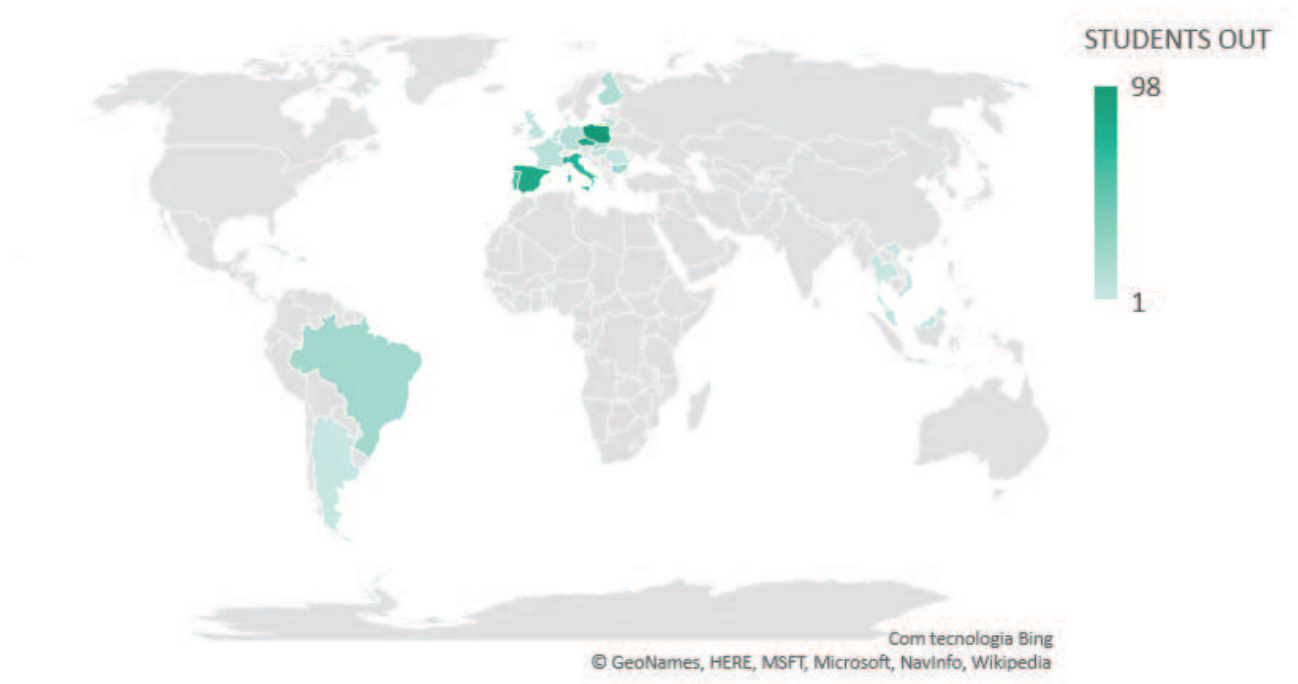 STUDENTS OUT
98
1
Com tecnologia Bing
© GeoNames, HERE, MSFT, Microsoft, NavInfo, Wikipedia